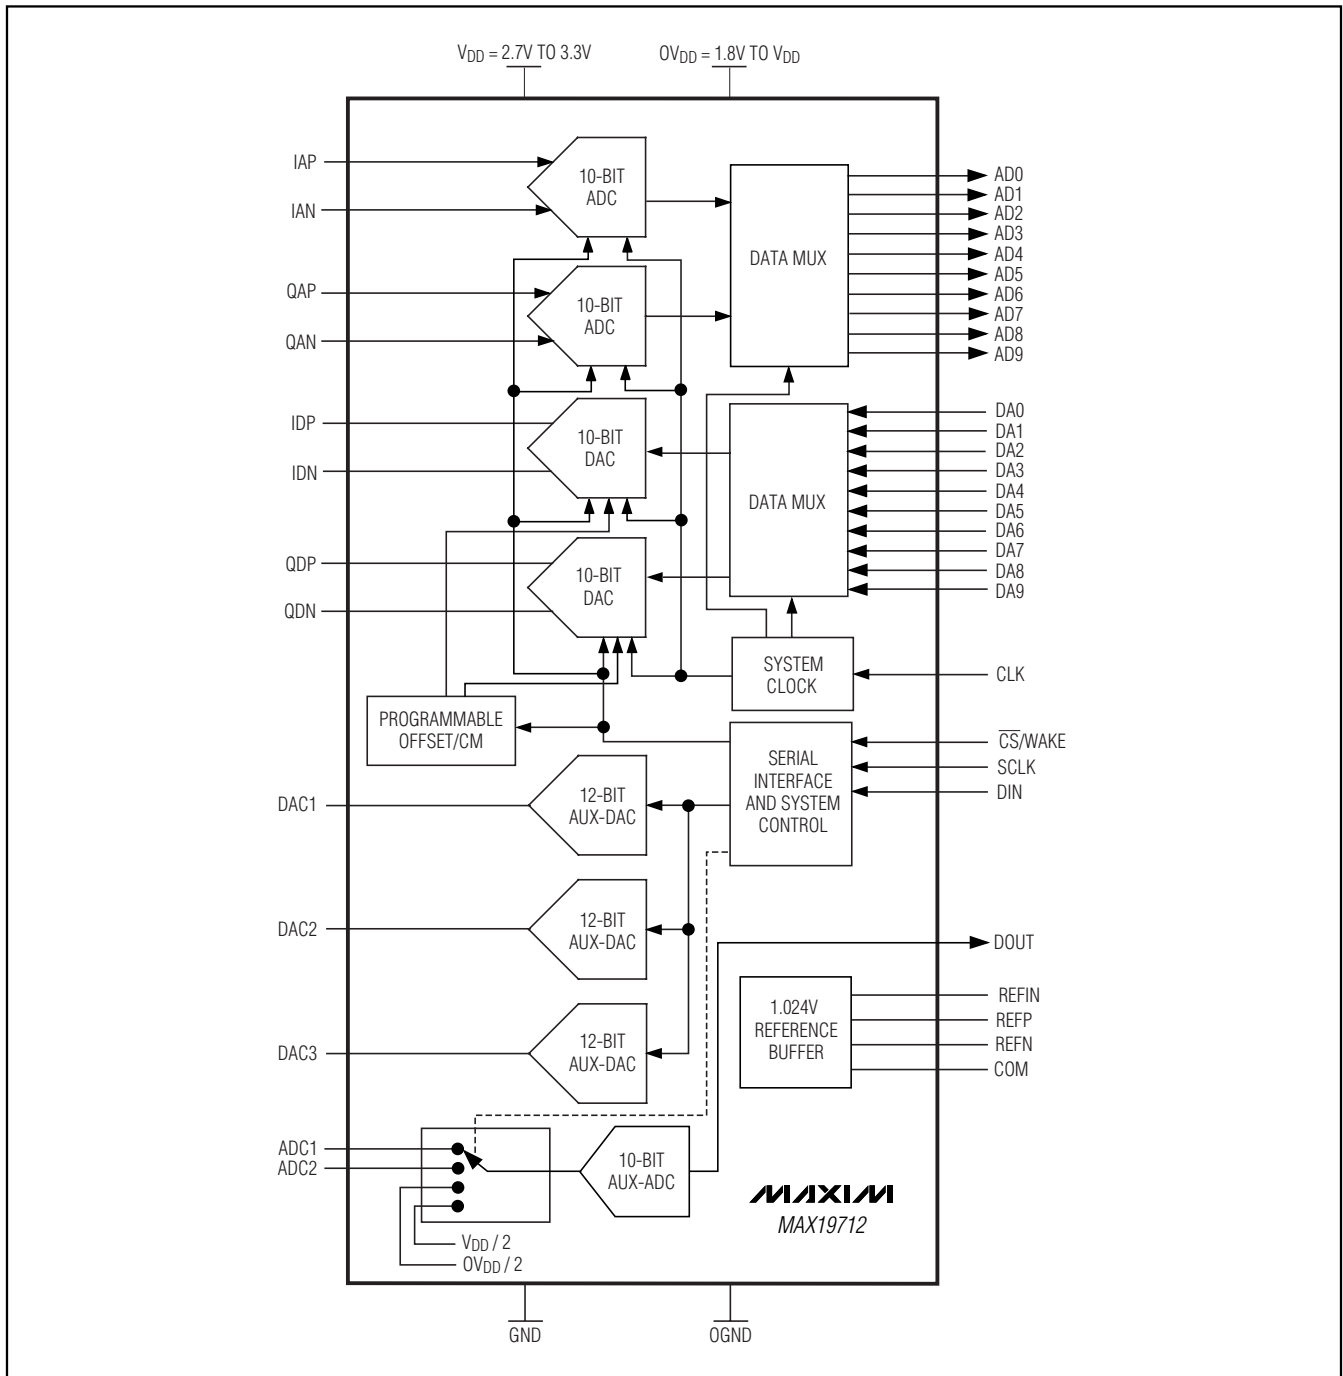 VDD = 2.7V TO 3.3V
OVDD = 1.8V TO VDD
IAP
IAN
10-BIT
ADC
QAP
QAN
10-BIT
ADC
DATA MUX
AD0
AD1
AD2
AD3
AD4
AD5
AD6
AD7
AD8
AD9
IDP
IDN
10-BIT
DAC
QDP
QDN
10-BIT
DAC
DATA MUX
DA0
DA1
DA2
DA3
DA4
DA5
DA6
DA7
DA8
DA9
SYSTEM
CLOCK
CLK
PROGRAMMABLE
OFFSET/CM
SERIAL
INTERFACE
AND SYSTEM
CONTROL
CS/WAKE
SCLK
DIN
DAC1
12-BIT
AUX-DAC
DAC2
12-BIT
AUX-DAC
DOUT
DAC3
12-BIT
AUX-DAC
1.024V
REFERENCE
BUFFER
REFIN
REFP
REFN
COM
ADC1
ADC2
10-BIT
AUX-ADC
VDD / 2
OVDD / 2
MAXIM
MAX19712
GND
OGND